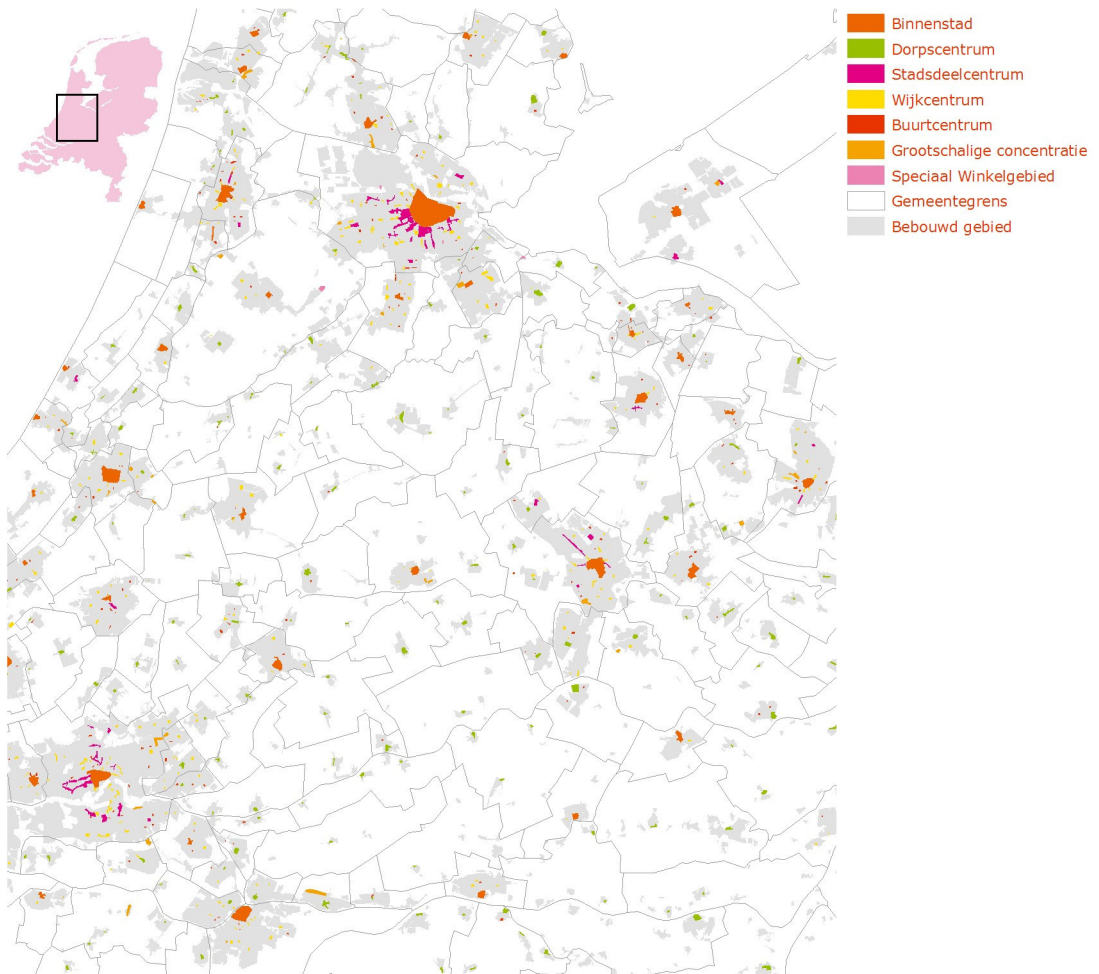 Binnenstad
Dorpscentrum
Stadsdeelcentrum
Wijkcentrum
Buurtcentrum
Grootschalige concentratie
Speciaal Winkelgebied
Gemeentegrens
Bebouwd gebied